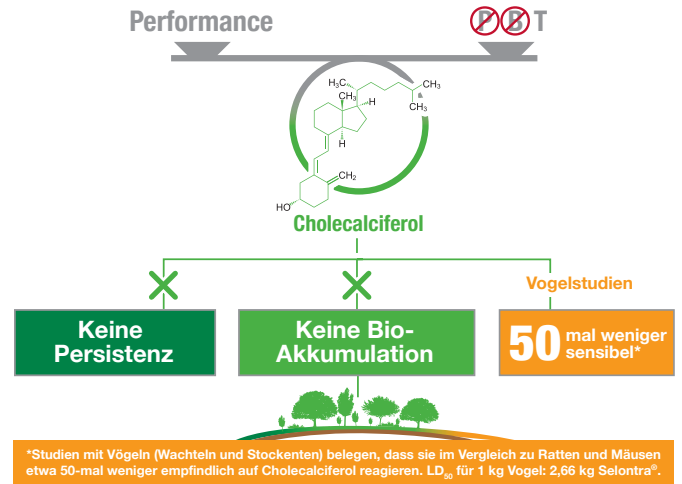 Performance
P B T
H₃C
CH₃
CH₃
H
H
CH₂
HO
Cholecalciferol
Vogelstudien
Keine
Persistenz
Keine Bio-
Akkumulation
50 mal weniger
sensibel*
*Studien mit Vögeln (Wachteln und Stockenten) belegen, dass sie im Vergleich zu Ratten und Mäusen
etwa 50-mal weniger empfindlich auf Cholecalciferol reagieren. LD₅₀ für 1 kg Vogel: 2,66 kg Selontra®.